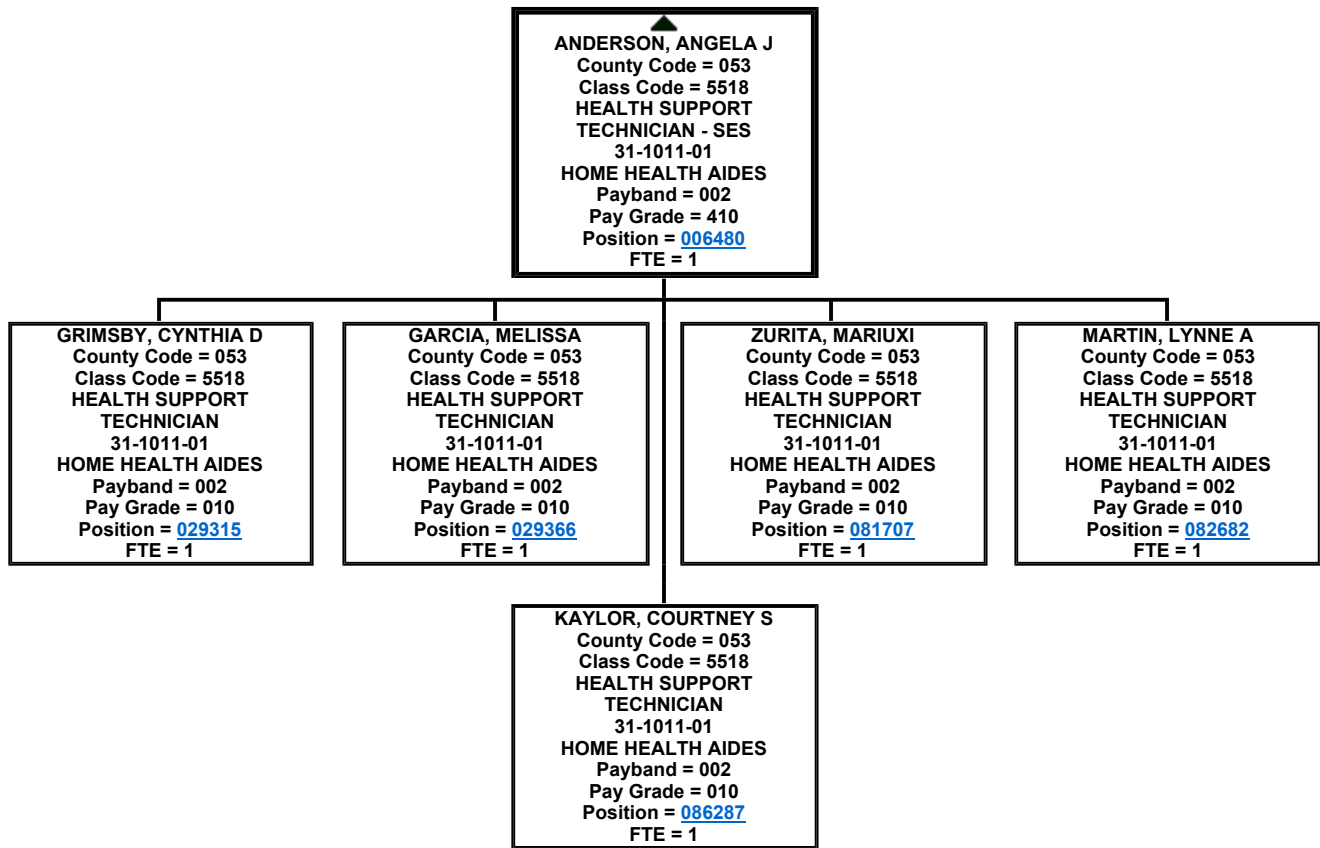 ANDERSON, ANGELA J
County Code = 053
Class Code = 5518
HEALTH SUPPORT
TECHNICIAN - SES
31-1011-01
HOME HEALTH AIDES
Payband = 002
Pay Grade = 410
Position = 006480
FTE = 1
GRIMSBY, CYNTHIA D
County Code = 053
Class Code = 5518
HEALTH SUPPORT
TECHNICIAN
31-1011-01
HOME HEALTH AIDES
Payband = 002
Pay Grade = 010
Position = 029315
FTE = 1
GARCIA, MELISSA
County Code = 053
Class Code = 5518
HEALTH SUPPORT
TECHNICIAN
31-1011-01
HOME HEALTH AIDES
Payband = 002
Pay Grade = 010
Position = 029366
FTE = 1
ZURITA, MARIUXI
County Code = 053
Class Code = 5518
HEALTH SUPPORT
TECHNICIAN
31-1011-01
HOME HEALTH AIDES
Payband = 002
Pay Grade = 010
Position = 081707
FTE = 1
MARTIN, LYNNE A
County Code = 053
Class Code = 5518
HEALTH SUPPORT
TECHNICIAN
31-1011-01
HOME HEALTH AIDES
Payband = 002
Pay Grade = 010
Position = 082682
FTE = 1
KAYLOR, COURTNEY S
County Code = 053
Class Code = 5518
HEALTH SUPPORT
TECHNICIAN
31-1011-01
HOME HEALTH AIDES
Payband = 002
Pay Grade = 010
Position = 086287
FTE = 1